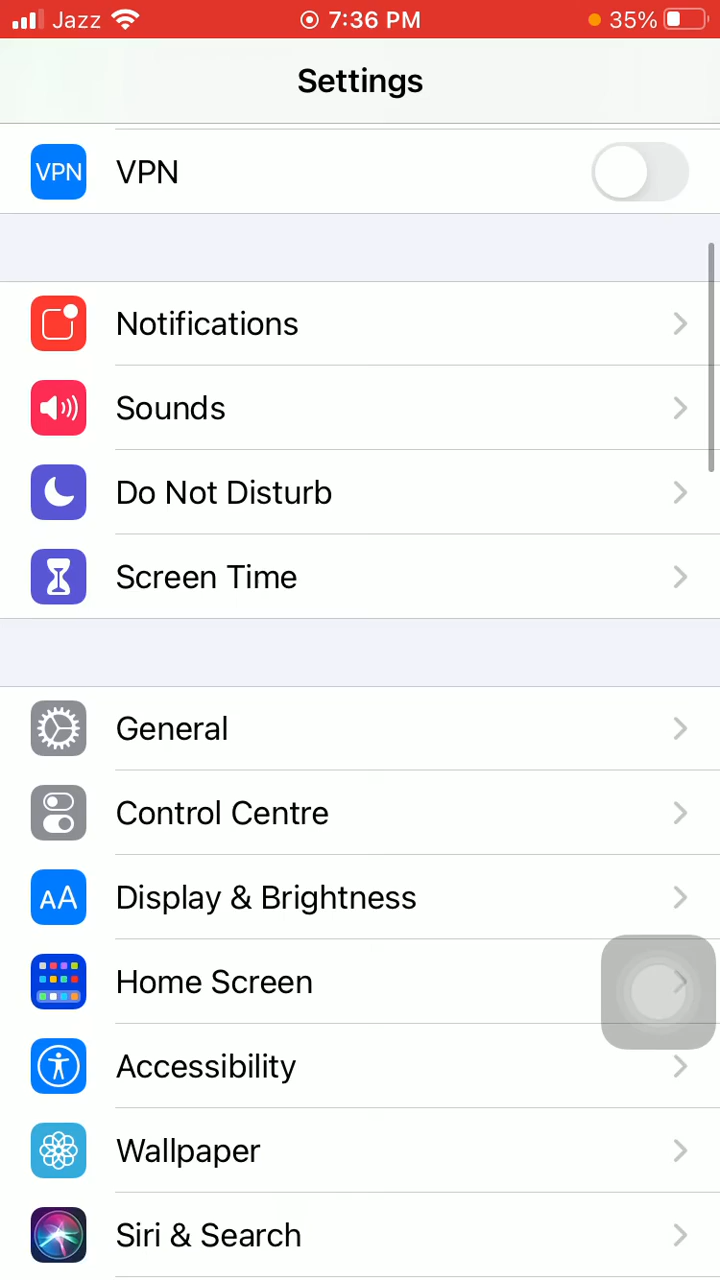 Jazz 7:36 PM 35%
Settings
VPN VPN
Notifications
Sounds
Do Not Disturb
Screen Time
General
Control Centre
AA Display & Brightness
Home Screen
Accessibility
Wallpaper
Siri & Search